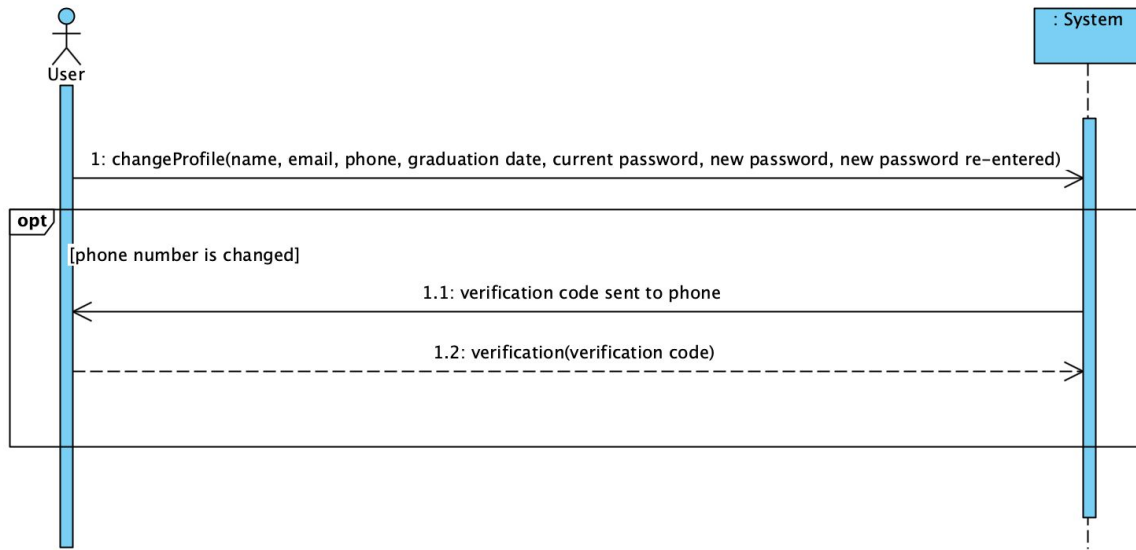 : System
User
1: changeProfile(name, email, phone, graduation date, current password, new password, new password re-entered)
opt
[phone number is changed]
1.1: verification code sent to phone
1.2: verification(verification code)